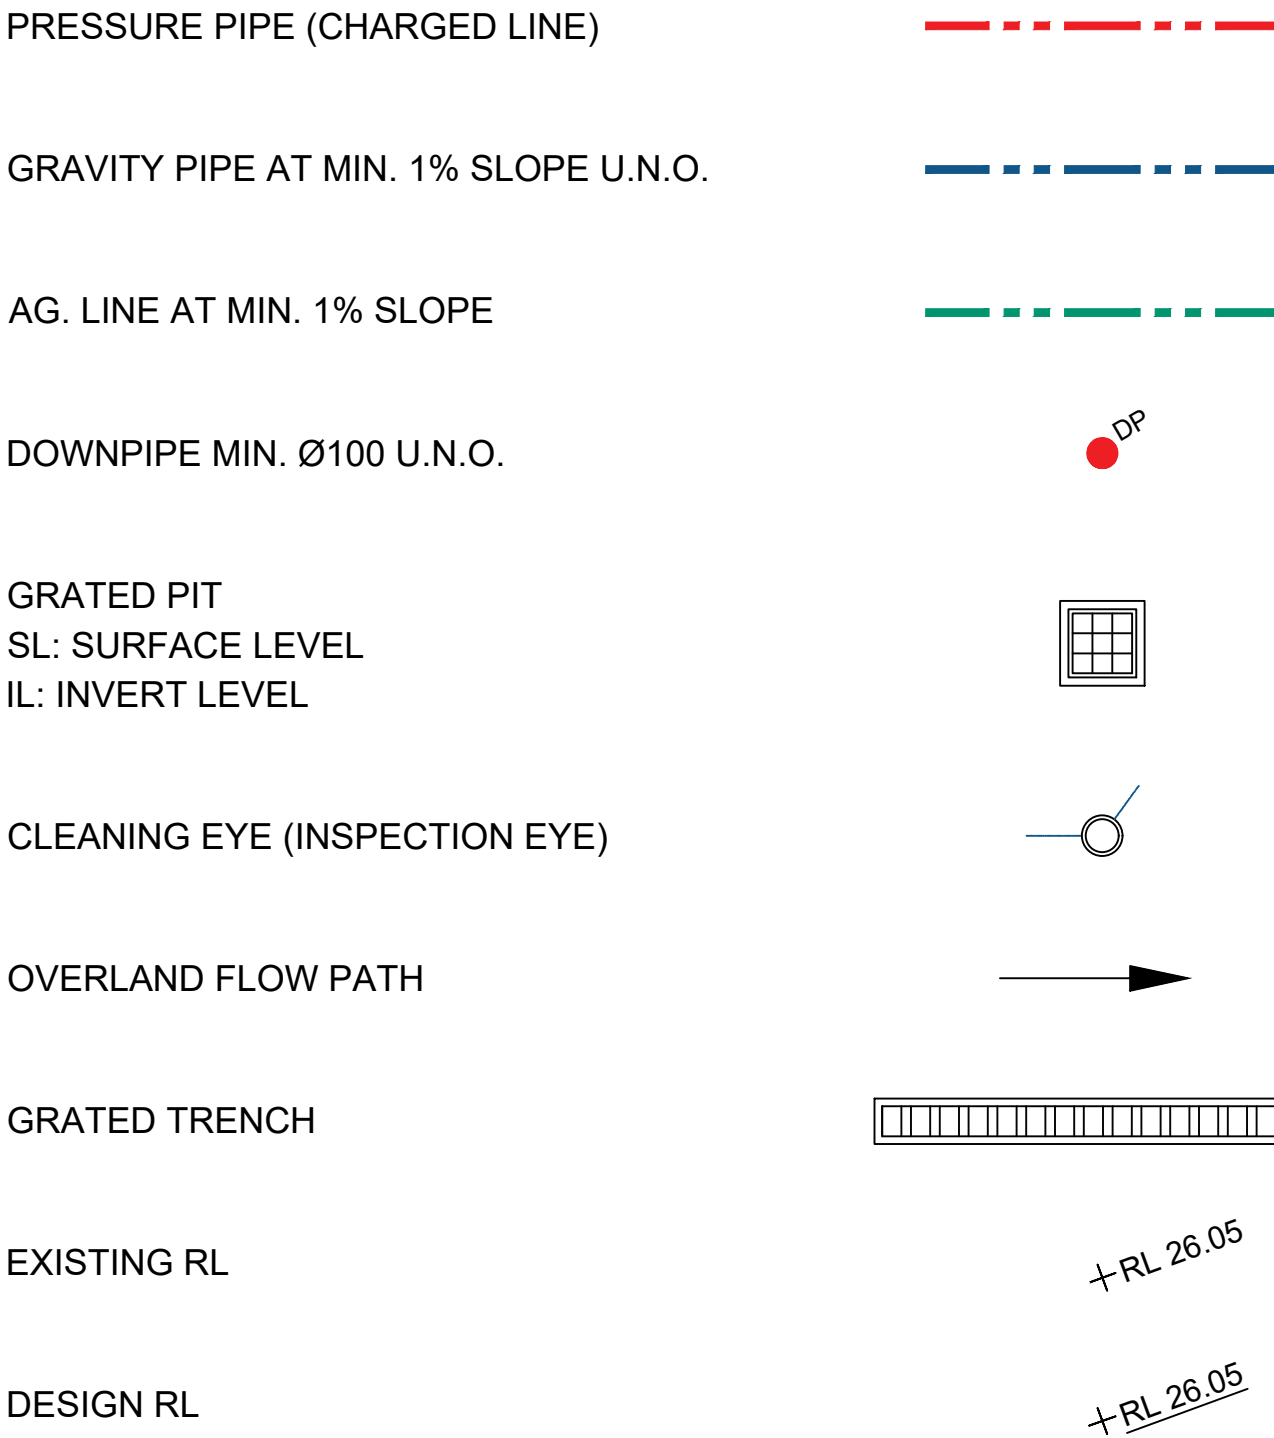 PRESSURE PIPE (CHARGED LINE)
GRAVITY PIPE AT MIN. 1% SLOPE U.N.O.
AG. LINE AT MIN. 1% SLOPE
DOWNPIPE MIN. Ø100 U.N.O.
DP
GRATED PIT
SL: SURFACE LEVEL
IL: INVERT LEVEL
CLEANING EYE (INSPECTION EYE)
OVERLAND FLOW PATH
GRATED TRENCH
EXISTING RL
RL 26.05
DESIGN RL
RL 26.05